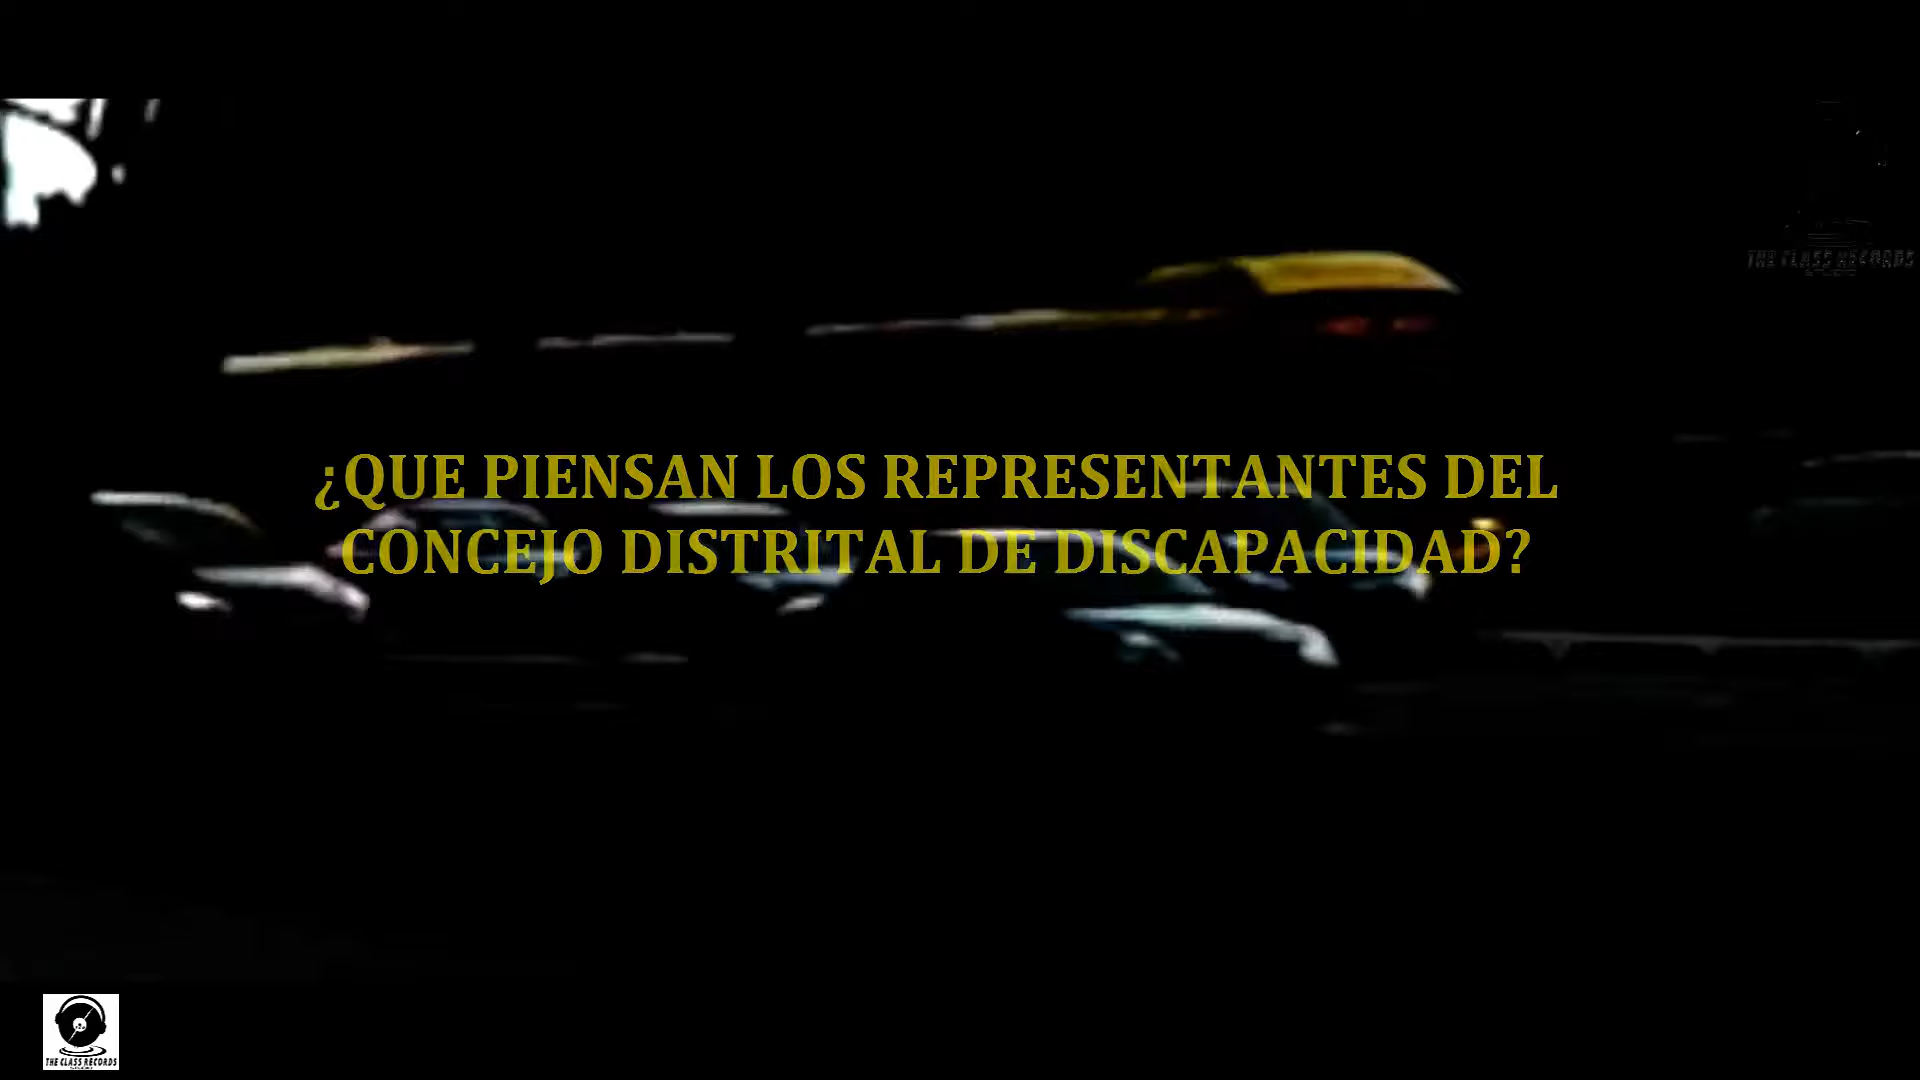 THE CLASS RECORDS
¿QUE PIENSAN LOS REPRESENTANTES DEL
CONCEJO DISTRITAL DE DISCAPACIDAD?
THE CLASS RECORDS